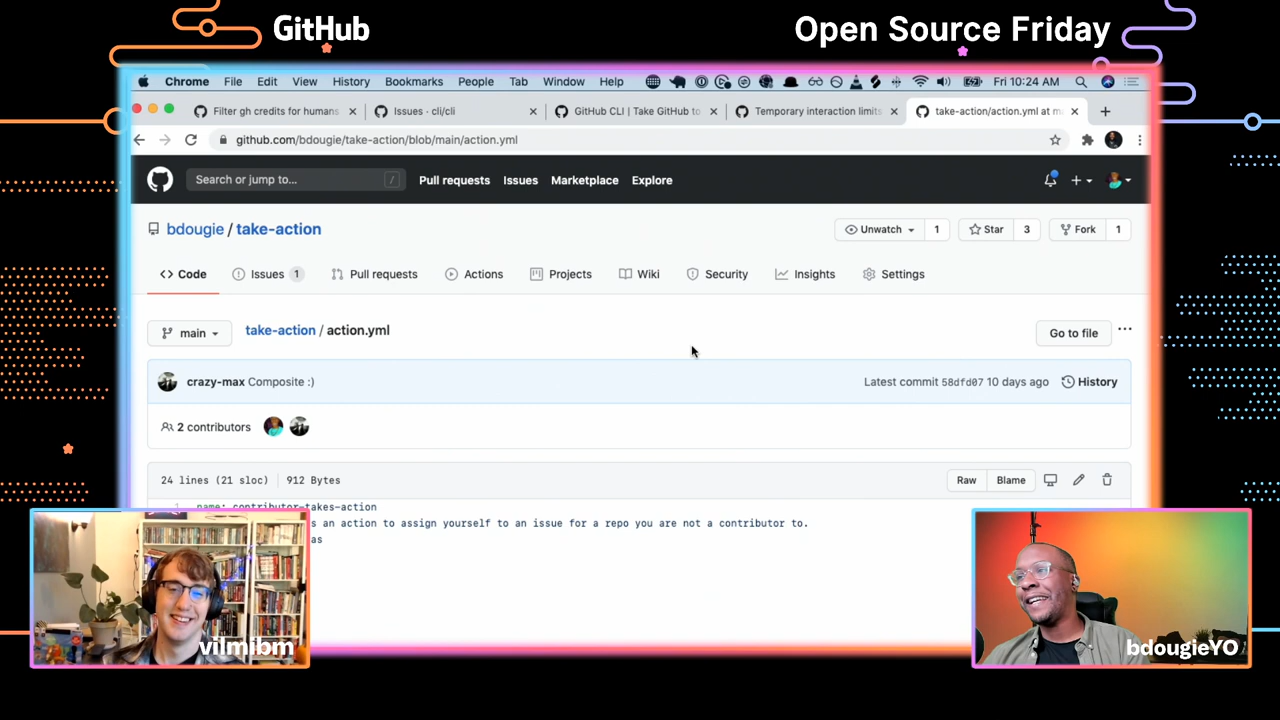 GitHub
Open Source Friday
Chrome File Edit View History Bookmarks People Tab Window Help Fri 10:24 AM
Filter gh credits for humans
Issues · cli/cli
GitHub CLI | Take GitHub to
Temporary interaction limits
take-action/action.yml at m
github.com/bdougie/take-action/blob/main/action.yml
Search or jump to... / Pull requests Issues Marketplace Explore
bdougie / take-action
Unwatch 1 Star 3 Fork 1
Code Issues 1 Pull requests Actions Projects Wiki Security Insights Settings
main take-action / action.yml Go to file
crazy-max Composite :) Latest commit 58dfd07 10 days ago History
2 contributors
24 lines (21 sloc) 912 Bytes Raw Blame
1 name: contributor-takes-action
s an action to assign yourself to an issue for a repo you are not a contributor to.
as
vilmibm
bdougieYO